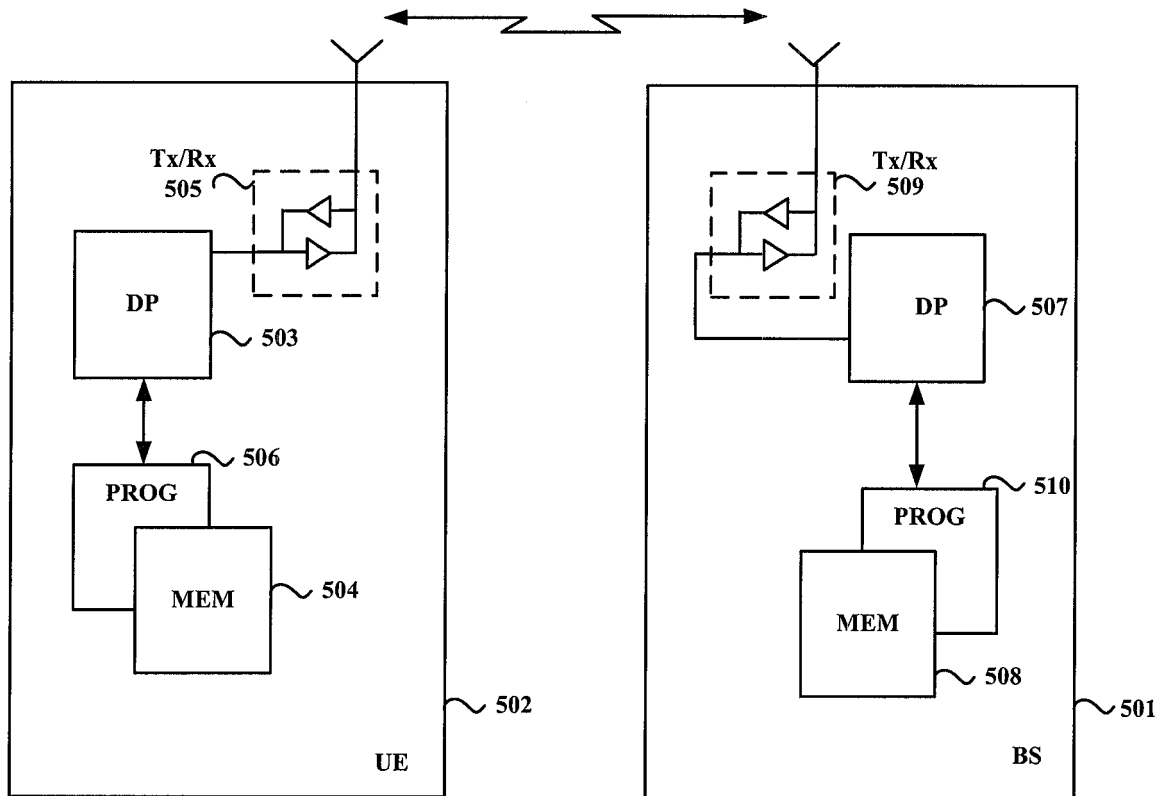 Tx/Rx
505
DP
503
506
PROG
MEM
504
502
UE
Tx/Rx
509
DP
507
510
PROG
MEM
508
501
BS